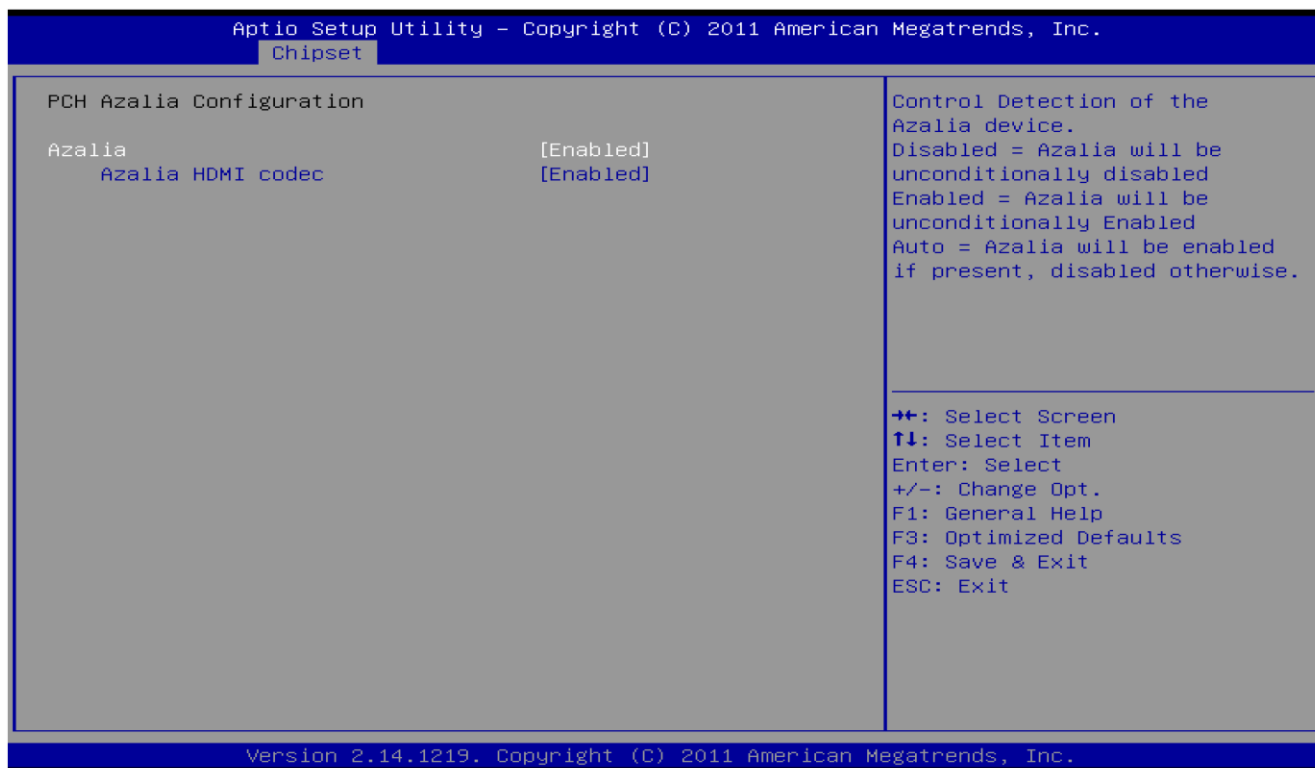 Aptio Setup Utility – Copyright (C) 2011 American Megatrends, Inc.
Chipset
PCH Azalia Configuration
Azalia [Enabled]
Azalia HDMI codec [Enabled]
Control Detection of the
Azalia device.
Disabled = Azalia will be
unconditionally disabled
Enabled = Azalia will be
unconditionally Enabled
Auto = Azalia will be enabled
if present, disabled otherwise.
→←: Select Screen
↑↓: Select Item
Enter: Select
+/-: Change Opt.
F1: General Help
F3: Optimized Defaults
F4: Save & Exit
ESC: Exit
Version 2.14.1219. Copyright (C) 2011 American Megatrends, Inc.